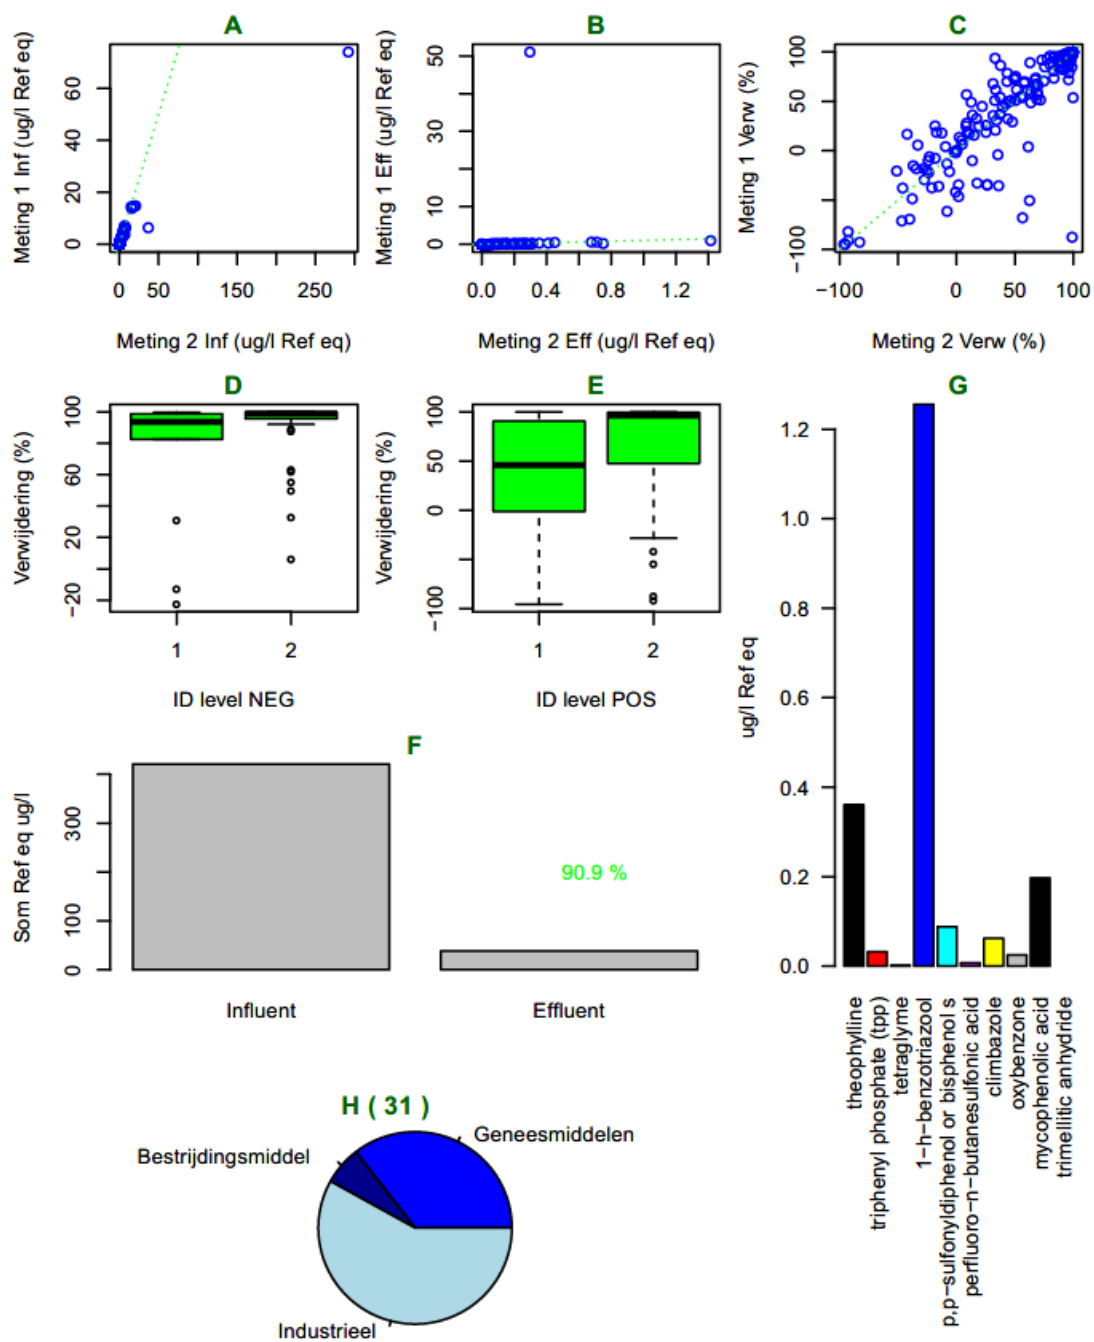 A
Meting 1 Inf (ug/l Ref eq)
60
20
0
0 50 150 250
Meting 2 Inf (ug/l Ref eq)
B
Meting 1 Eff (ug/l Ref eq)
50
30
10
0
0.0 0.4 0.8 1.2
Meting 2 Eff (ug/l Ref eq)
C
Meting 1 Verw (%)
100
50
0
−100
−100 0 50 100
Meting 2 Verw (%)
D
Verwijdering (%)
100
60
20
−20
1 2
ID level NEG
E
Verwijdering (%)
100
50
0
−100
1 2
ID level POS
G
ug/l Ref eq
1.2
1.0
0.8
0.6
0.4
0.2
0.0
theophylline
triphenyl phosphate (tpp)
tetraglyme
1−h−benzotriazool
p,p−sulfonyldiphenol or bisphenol s
perfluoro−n−butanesulfonic acid
climbazole
oxybenzone
mycophenolic acid
trimellitic anhydride
F
Som Ref eq ug/l
300
100
0
90.9 %
Influent
Effluent
H ( 31 )
Geneesmiddelen
Bestrijdingsmiddel
Industrieel